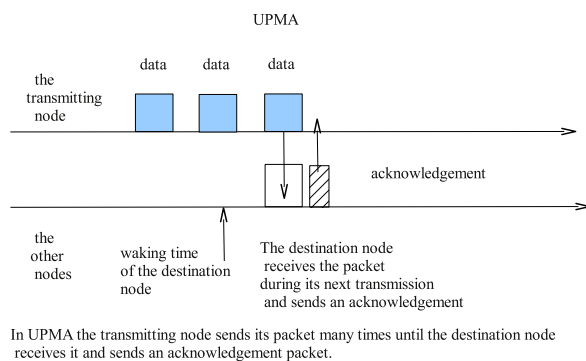 UPMA
data data data
the
transmitting
node
acknowledgement
the
other
nodes
waking time
of the destination
node
The destination node
receives the packet
during its next transmission
and sends an acknowledgement
In UPMA the transmitting node sends its packet many times until the destination node
receives it and sends an acknowledgement packet.